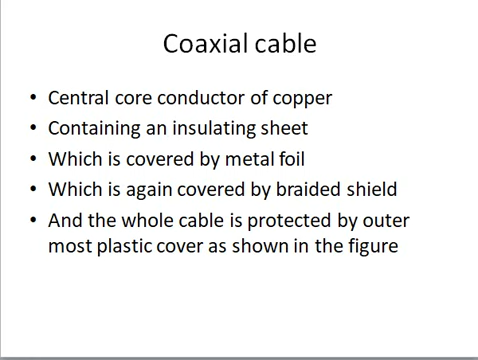 Coaxial cable
• Central core conductor of copper
• Containing an insulating sheet
• Which is covered by metal foil
• Which is again covered by braided shield
• And the whole cable is protected by outer
most plastic cover as shown in the figure